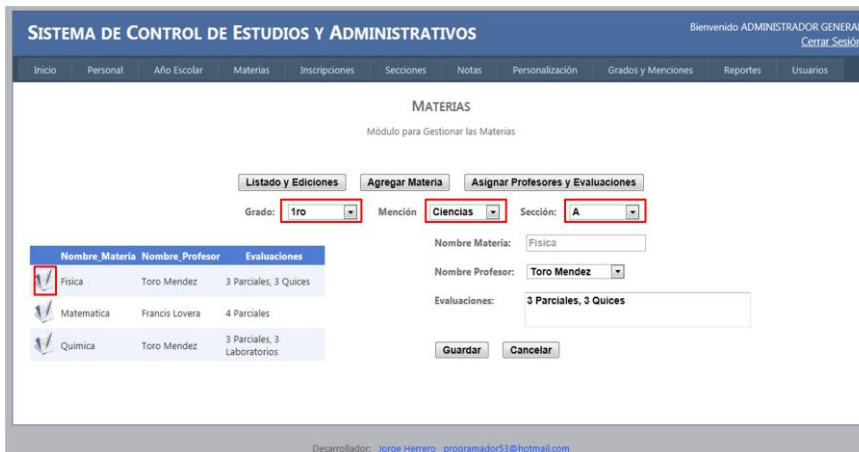 SISTEMA DE CONTROL DE ESTUDIOS Y ADMINISTRATIVOS
Bienvenido ADMINISTRADOR GENERAL
Cerrar Sesión
Inicio Personal Año Escolar Materias Inscripciones Secciones Notas Personalización Grados y Menciones Reportes Usuarios
MATERIAS
Módulo para Gestionar las Materias
Listado y Ediciones Agregar Materia Asignar Profesores y Evaluaciones
Grado: 1ro Mención Ciencias Sección: A
Nombre_Materia Nombre_Profesor Evaluaciones
Fisica Toro Mendez 3 Parciales, 3 Quices
Matematica Francis Lovera 4 Parciales
Quimica Toro Mendez 3 Parciales, 3
Laboratorios
Nombre Materia: Fisica
Nombre Profesor: Toro Mendez
Evaluaciones: 3 Parciales, 3 Quices
Guardar Cancelar
Desarrollador: Jorge Herrero programador53@hotmail.com